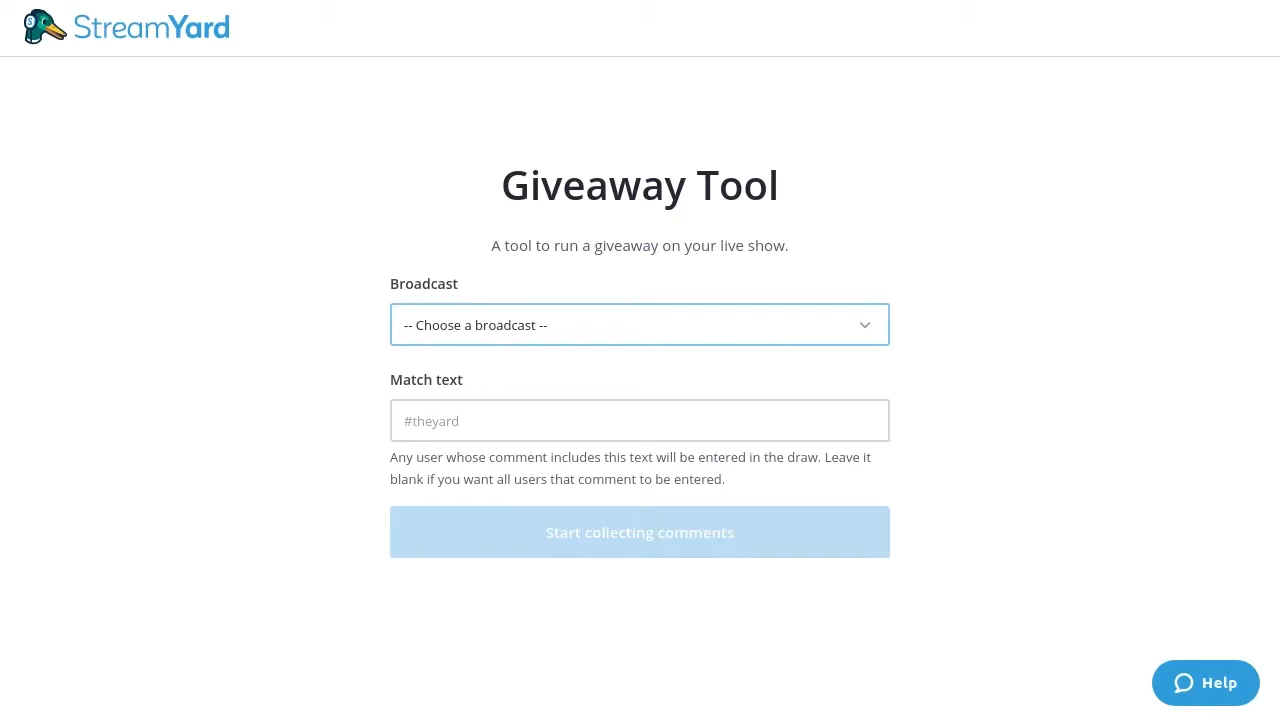 StreamYard
Giveaway Tool
A tool to run a giveaway on your live show.
Broadcast
-- Choose a broadcast --
Match text
#theyard
Any user whose comment includes this text will be entered in the draw. Leave it
blank if you want all users that comment to be entered.
Start collecting comments
Help